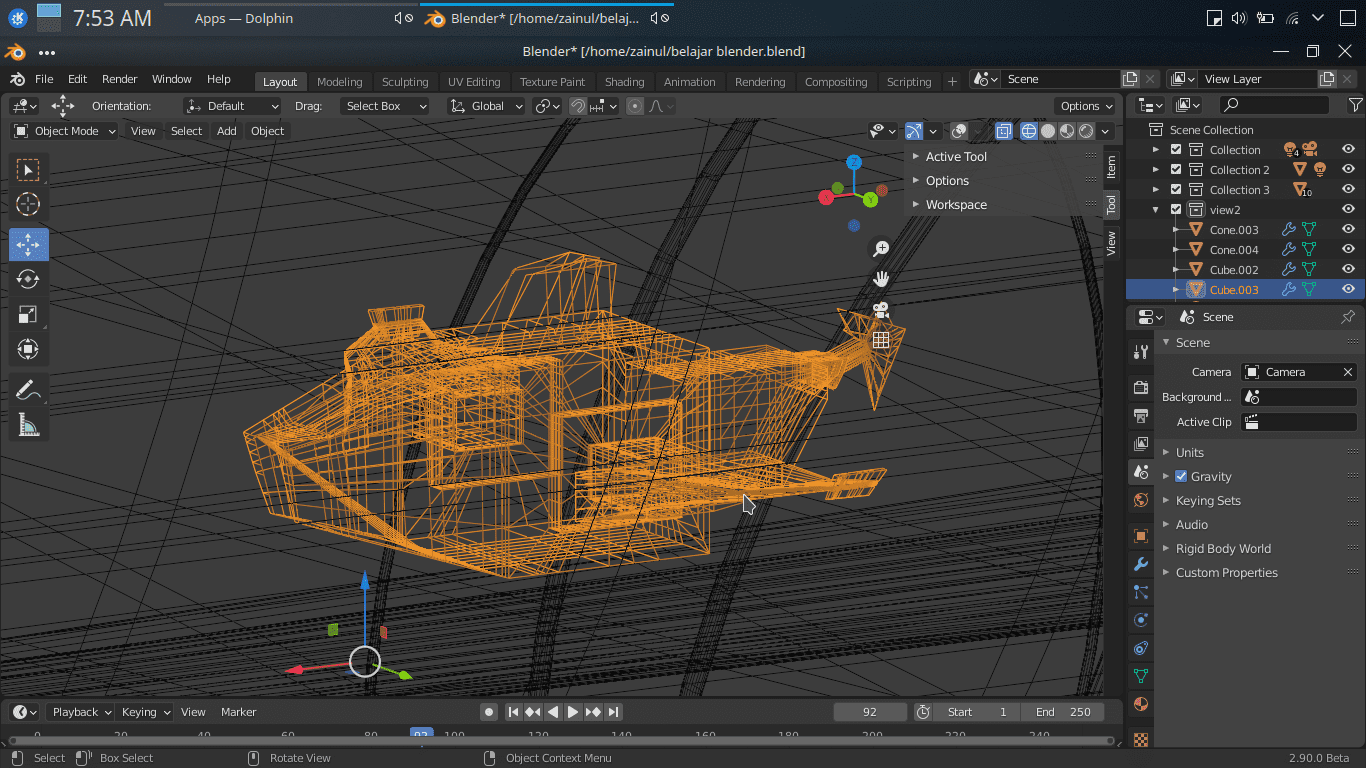 7:53 AM Apps — Dolphin Blender* [/home/zainul/belaj...
Blender* [/home/zainul/belajar blender.blend]
File Edit Render Window Help Layout Modeling Sculpting UV Editing Texture Paint Shading Animation Rendering Compositing Scripting + Scene View Layer
Orientation: Default Drag: Select Box Global Options
Object Mode View Select Add Object
Active Tool
Options
Workspace
Item
Tool
View
Z
X
Y
Scene Collection
Collection 4
Collection 2
Collection 3 10
view2
Cone.003
Cone.004
Cube.002
Cube.003
Scene
Scene
Camera Camera
Background ...
Active Clip
Units
Gravity
Keying Sets
Audio
Rigid Body World
Custom Properties
Playback Keying View Marker 92 Start 1 End 250
0 20 40 60 80 92 100 120 140 160 180 200 220 240
Select Box Select Rotate View Object Context Menu 2.90.0 Beta